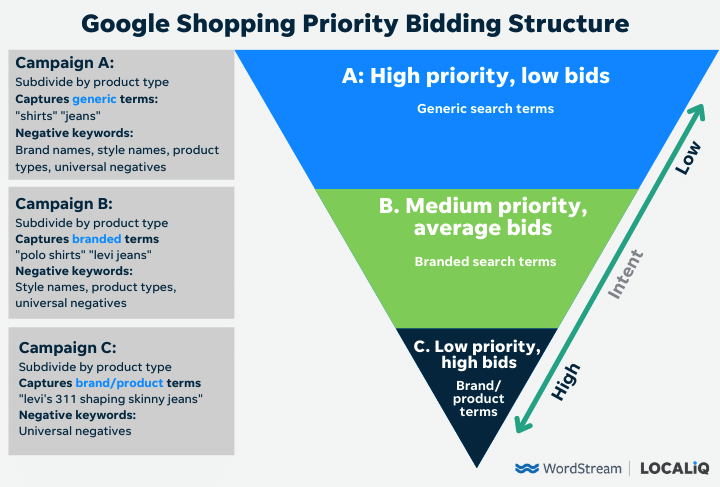 Google Shopping Priority Bidding Structure
Campaign A:
Subdivide by product type
Captures generic terms:
"shirts" "jeans"
Negative keywords:
Brand names, style names, product
types, universal negatives
Campaign B:
Subdivide by product type
Captures branded terms
"polo shirts" "levi jeans"
Negative keywords:
Style names, product types,
universal negatives
Campaign C:
Subdivide by product type
Captures brand/product terms
"levi's 311 shaping skinny jeans"
Negative keywords:
Universal negatives
A: High priority, low bids
Generic search terms
B. Medium priority,
average bids
Branded search terms
C. Low priority,
high bids
Brand/
product
terms
Low
Intent
High
WordStream
LOCALiQ